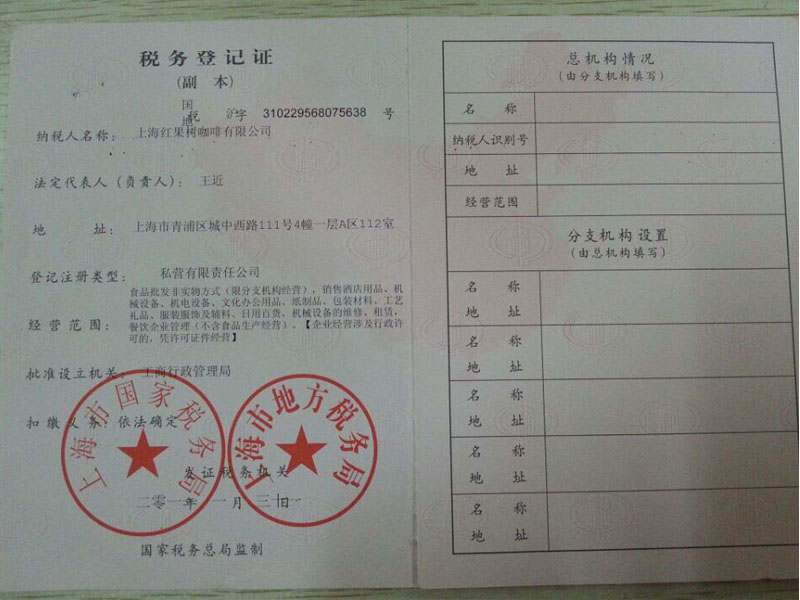 税务登记证
(副 本)
国
地
税 沪 字 310229568075638 号
纳税人名称: 上海红果树咖啡有限公司
法定代表人(负责人): 王近
地 址: 上海市青浦区城中西路111号4幢一层A区112室
登记注册类型: 私营有限责任公司
食品批发非实物方式(限分支机构经营),销售酒店用品、机
械设备、机电设备、文化办公用品、纸制品、包装材料、工艺
礼品、服装服饰及辅料、日用百货,机械设备的维修、租赁,
经营范围: 餐饮企业管理(不含食品生产经营)。【企业经营涉及行政许
可的,凭许可证件经营】
批准设立机关: 工商行政管理局
扣缴义务 依法确定
上海市国家税务局
上海市地方税务局
发证税务机关
二零一 年 一 月 三十一 日
国家税务总局监制
总机构情况
(由分支机构填写)
名 称
纳税人识别号
地 址
经营范围
分支机构设置
(由总机构填写)
名 称
地 址
名 称
地 址
名 称
地 址
名 称
地 址
名 称
地 址